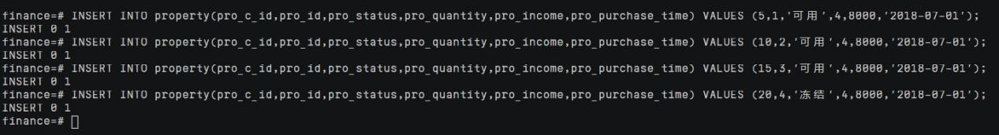 finance=# INSERT INTO property(pro_c_id,pro_id,pro_status,pro_quantity,pro_income,pro_purchase_time) VALUES (5,1,'可用',4,8000,'2018-07-01');
INSERT 0 1
finance=# INSERT INTO property(pro_c_id,pro_id,pro_status,pro_quantity,pro_income,pro_purchase_time) VALUES (10,2,'可用',4,8000,'2018-07-01');
INSERT 0 1
finance=# INSERT INTO property(pro_c_id,pro_id,pro_status,pro_quantity,pro_income,pro_purchase_time) VALUES (15,3,'可用',4,8000,'2018-07-01');
INSERT 0 1
finance=# INSERT INTO property(pro_c_id,pro_id,pro_status,pro_quantity,pro_income,pro_purchase_time) VALUES (20,4,'冻结',4,8000,'2018-07-01');
INSERT 0 1
finance=#